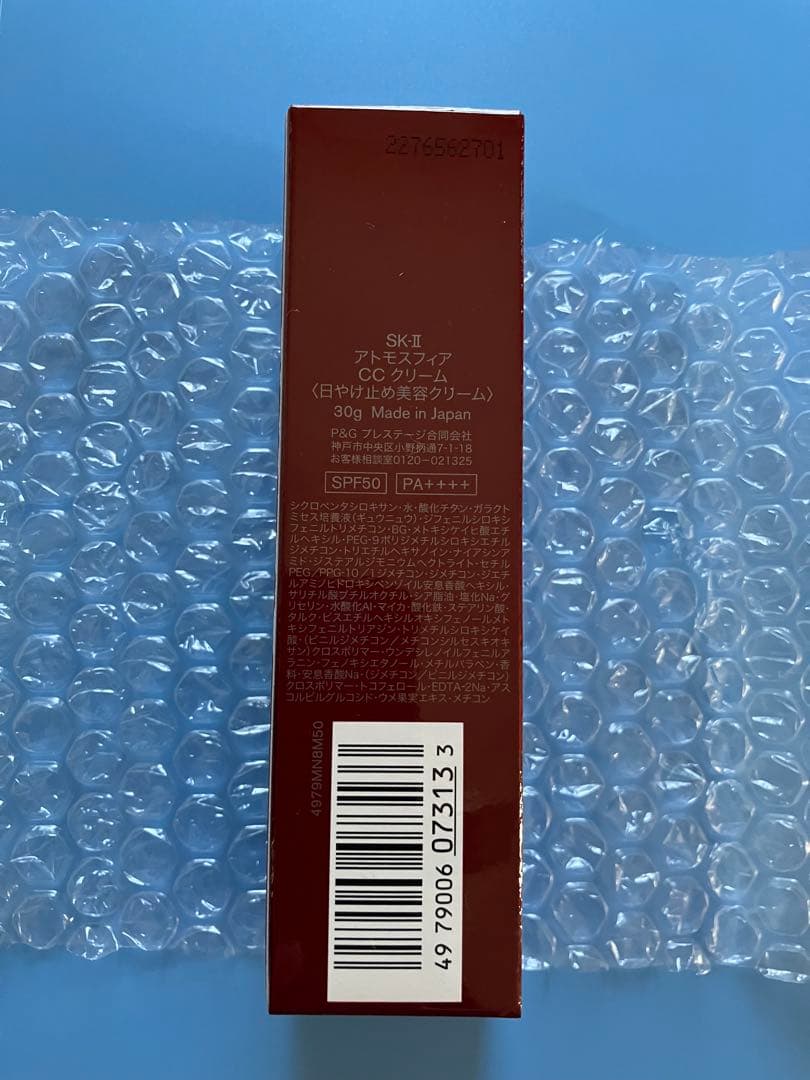 2276562701
SK-II
アトモスフィア
CC クリーム
〈日やけ止め美容クリーム〉
30g Made in Japan
P&G プレステージ合同会社
神戸市中央区小野柄通7-1-18
お客様相談室0120-021325
SPF50 PA++++
シクロペンタシロキサン・水・酸化チタン・ガラクト
ミセス培養液(ギュウニュウ)・ジフェニルシロキシ
フェニルトリメチコン・BG・メトキシケイヒ酸エチ
ルヘキシル・PEG-9ポリジメチルシロキシエチル
ジメチコン・トリエチルヘキサノイン・ナイアシンア
ミド・ジステアルジモニウムヘクトライト・セチル
PEG/PPG10/1ジメチコン・ジメチコン・ジエチ
ルアミノヒドロキシベンゾイル安息香酸ヘキシル・
サリチル酸ブチルオクチル・シア脂油・塩化Na・グ
リセリン・水酸化Al・マイカ・酸化鉄・ステアリン酸・
タルク・ビスエチルヘキシルオキシフェノールメト
キシフェニルトリアジン・トリメチルシロキシケイ
酸・(ビニルジメチコン/メチコンシルセスキオキ
サン)クロスポリマー・ウンデシレノイルフェニルア
ラニン・フェノキシエタノール・メチルパラベン・香
料・安息香酸Na・(ジメチコン/ビニルジメチコン)
クロスポリマー・トコフェロール・EDTA-2Na・アス
コルビルグルコシド・ウメ果実エキス・メチコン
4979MN8M50
49 79006 07313 3